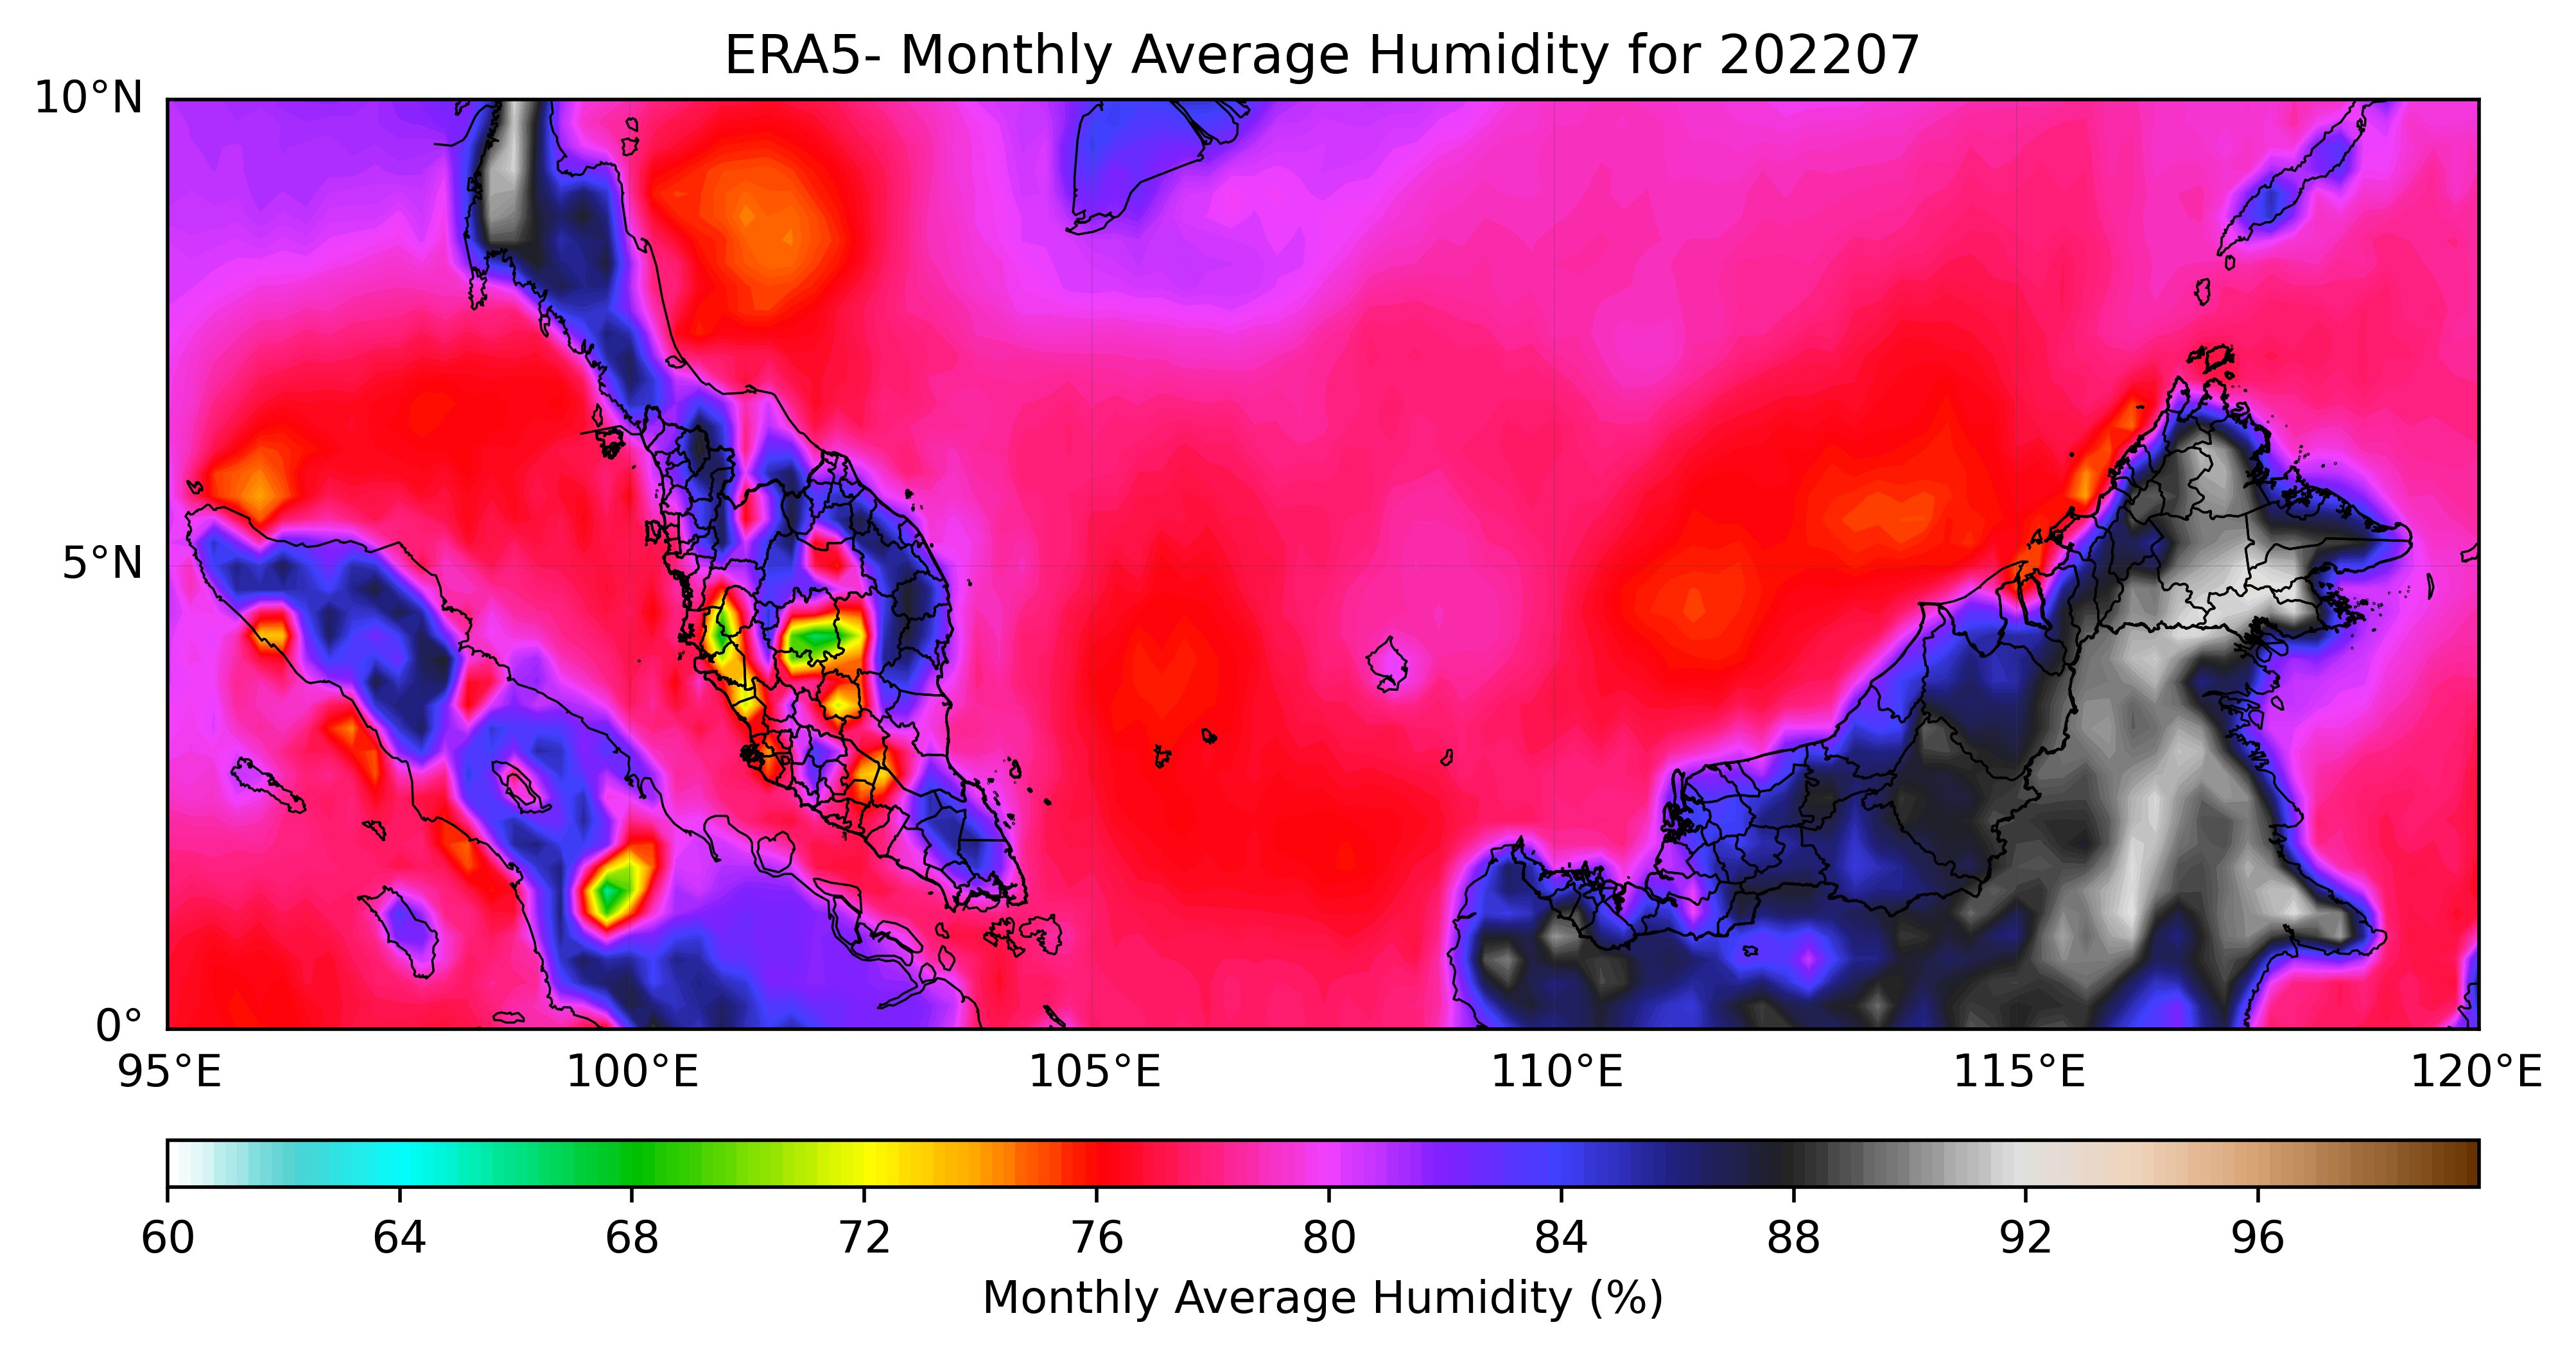 ERA5- Monthly Average Humidity for 202207
10°N
5°N
0°
95°E 100°E 105°E 110°E 115°E 120°E
60 64 68 72 76 80 84 88 92 96
Monthly Average Humidity (%)